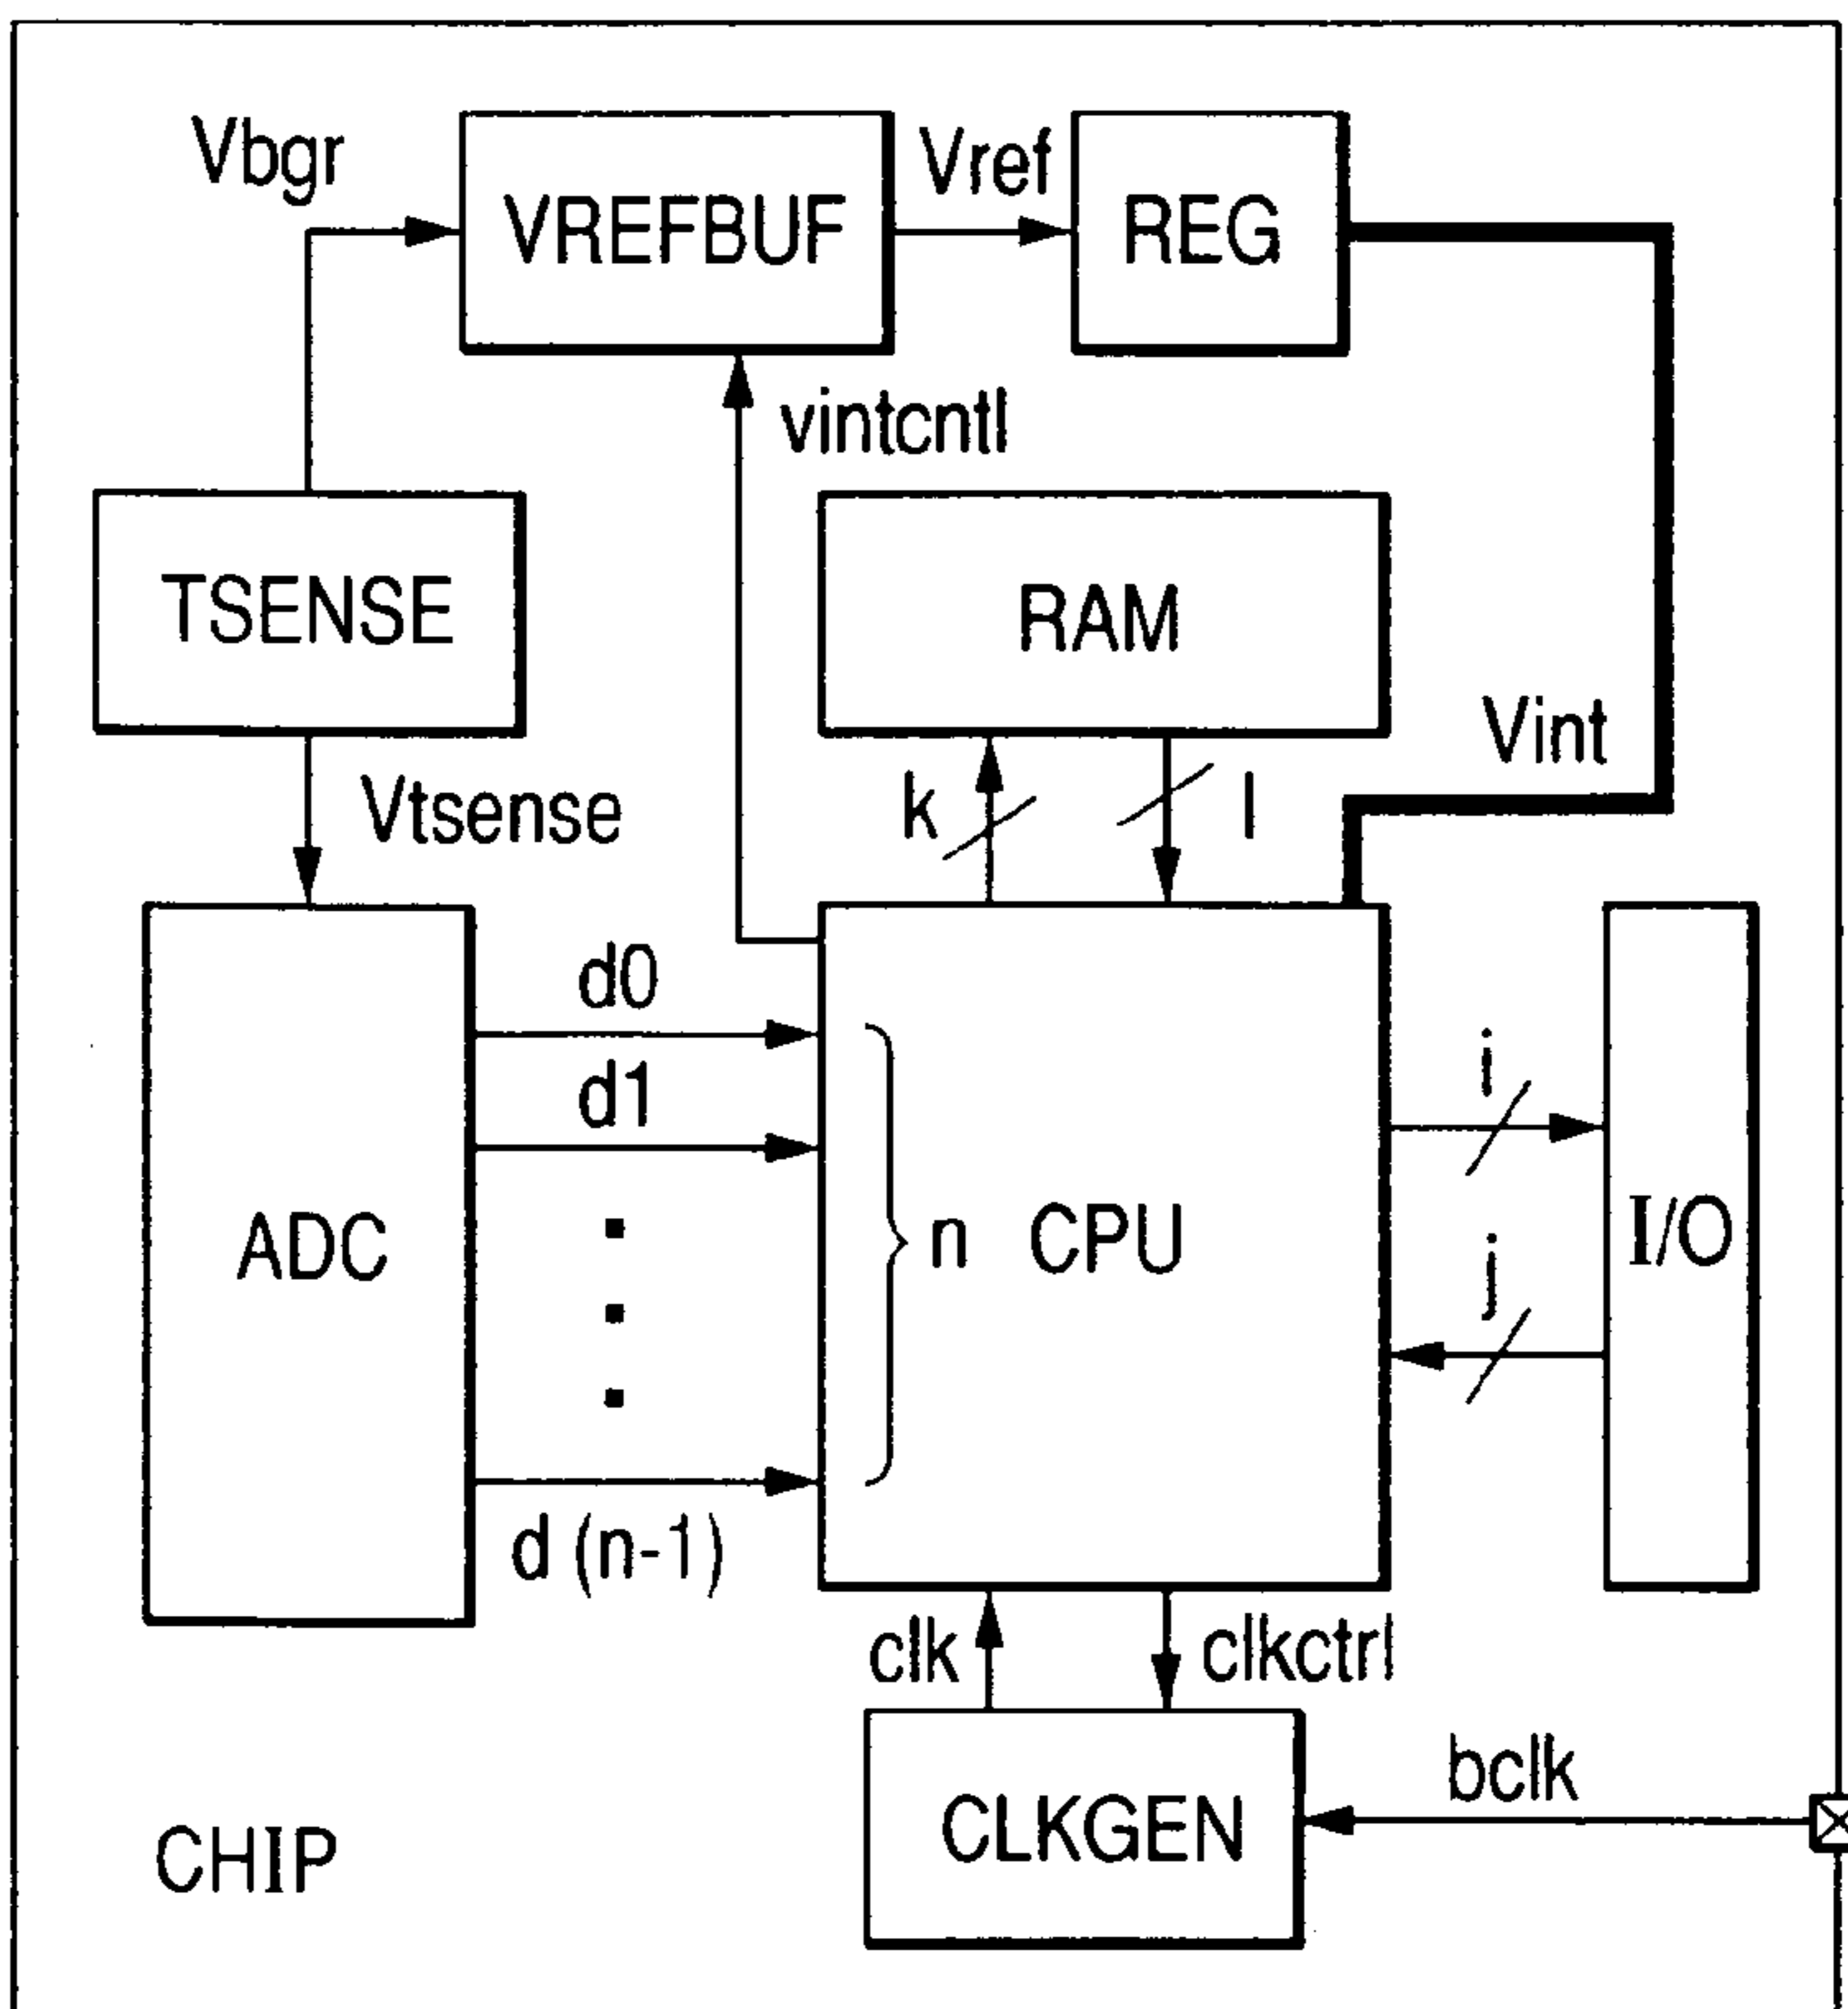 Vbgr
VREFBUF
Vref
REG
vintcntl
TSENSE
RAM
Vint
Vtsense
k
l
d0
d1
i
ADC
n
CPU
I/O
j
d (n-1)
clk
clkctrl
bclk
CLKGEN
CHIP